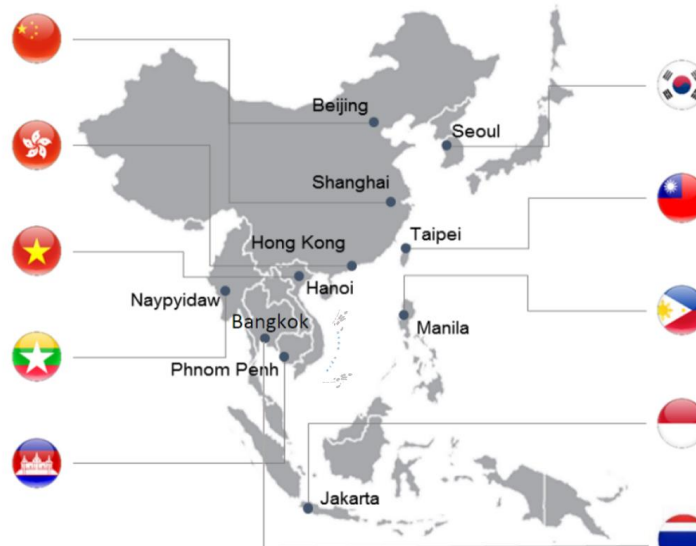 Beijing
Seoul
Shanghai
Taipei
Hong Kong
Hanoi
Naypyidaw
Bangkok
Manila
Phnom Penh
Jakarta